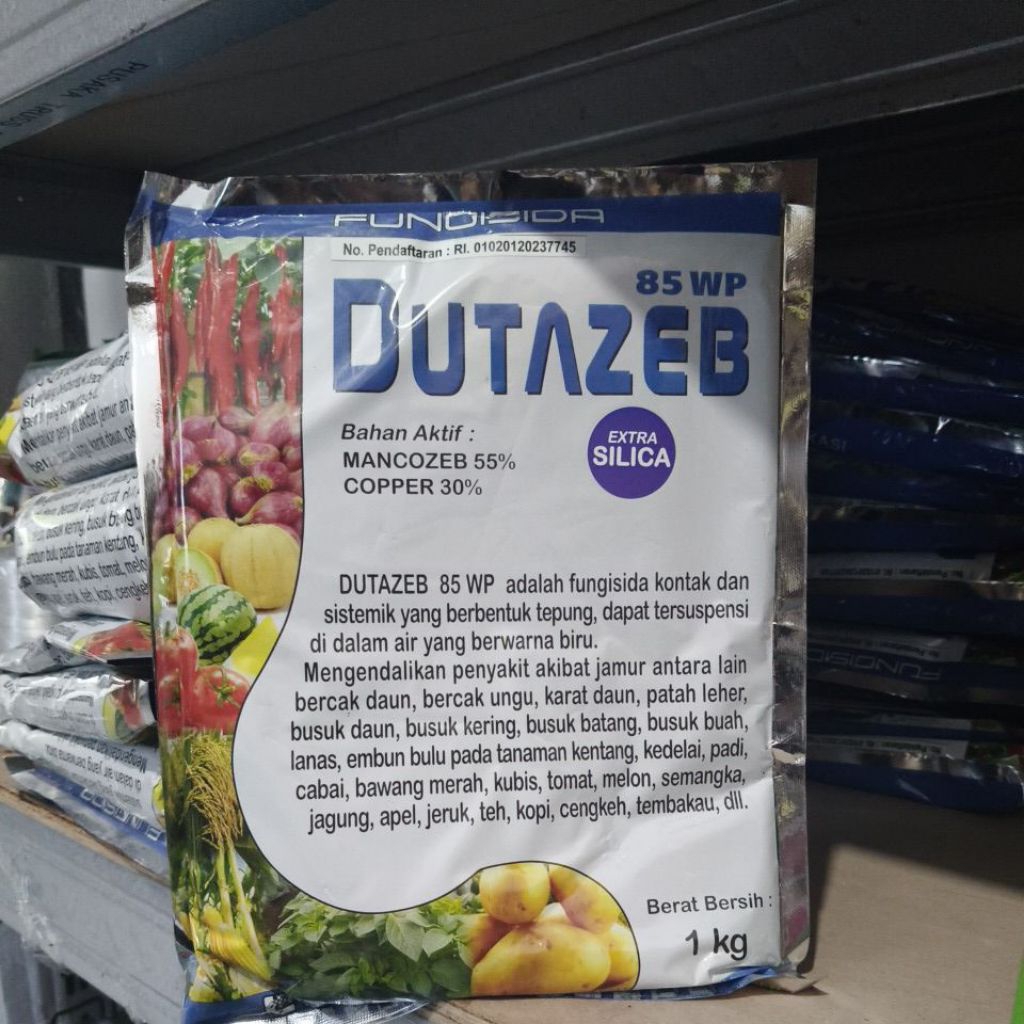 PUSAKA TRUSS
FUNGISIDA
No. Pendaftaran : RI. 01020120237745
85 WP
DUTAZEB
Bahan Aktif :
MANCOZEB 55%
COPPER 30%
EXTRA
SILICA
DUTAZEB 85 WP adalah fungisida kontak dan
sistemik yang berbentuk tepung, dapat tersuspensi
di dalam air yang berwarna biru.
Mengendalikan penyakit akibat jamur antara lain
bercak daun, bercak ungu, karat daun, patah leher,
busuk daun, busuk kering, busuk batang, busuk buah,
lanas, embun bulu pada tanaman kentang, kedelai, padi,
cabai, bawang merah, kubis, tomat, melon, semangka,
jagung, apel, jeruk, teh, kopi, cengkeh, tembakau, dll.
Berat Bersih :
1 kg